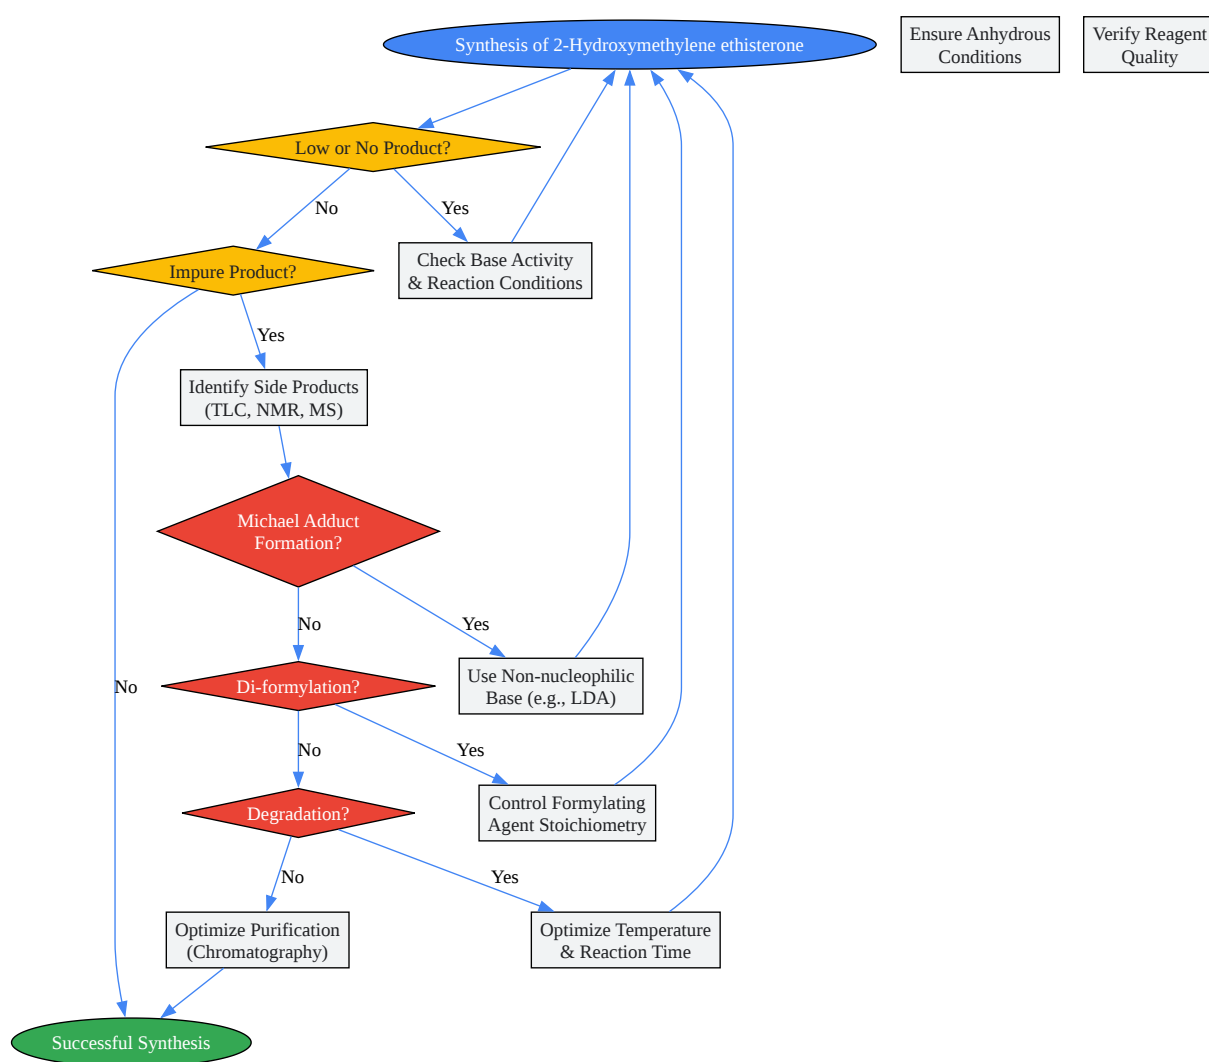 Synthesis of 2-Hydroxymethylene ethisterone
Ensure Anhydrous
Conditions
Verify Reagent
Quality
Low or No Product?
No
Yes
Impure Product?
Check Base Activity
& Reaction Conditions
Yes
Identify Side Products
(TLC, NMR, MS)
Michael Adduct
Formation?
No
Yes
No
Di-formylation?
Use Non-nucleophilic
Base (e.g., LDA)
No
Yes
Degradation?
Control Formylating
Agent Stoichiometry
No
Yes
Optimize Purification
(Chromatography)
Optimize Temperature
& Reaction Time
Successful Synthesis